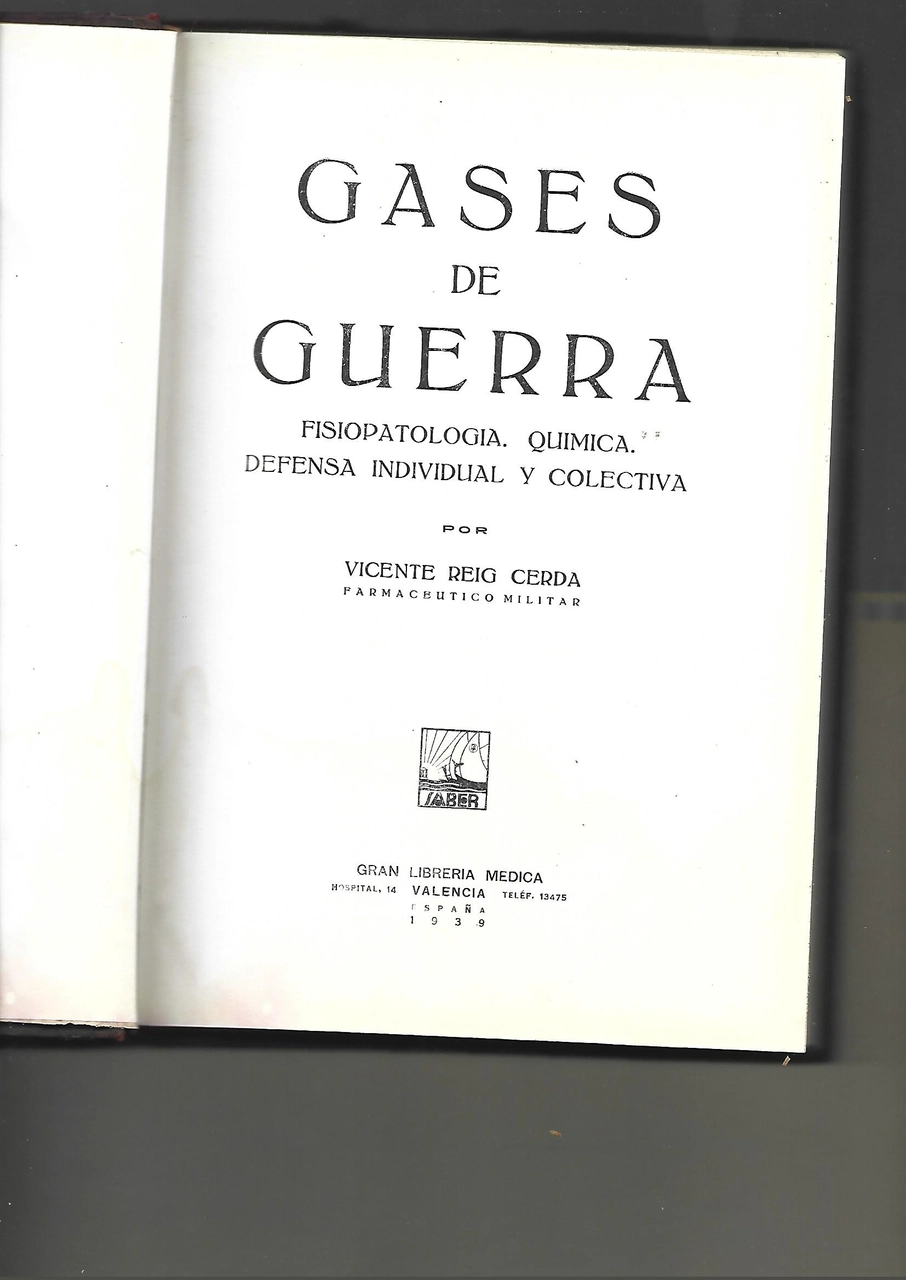 GASES
DE
GUERRA
FISIOPATOLOGIA. QUIMICA.
DEFENSA INDIVIDUAL Y COLECTIVA
POR
VICENTE REIG CERDA
FARMACEUTICO MILITAR
SABER
GRAN LIBRERIA MEDICA
HOSPITAL, 14 VALENCIA TELÉF. 13475
ESPAÑA
1939